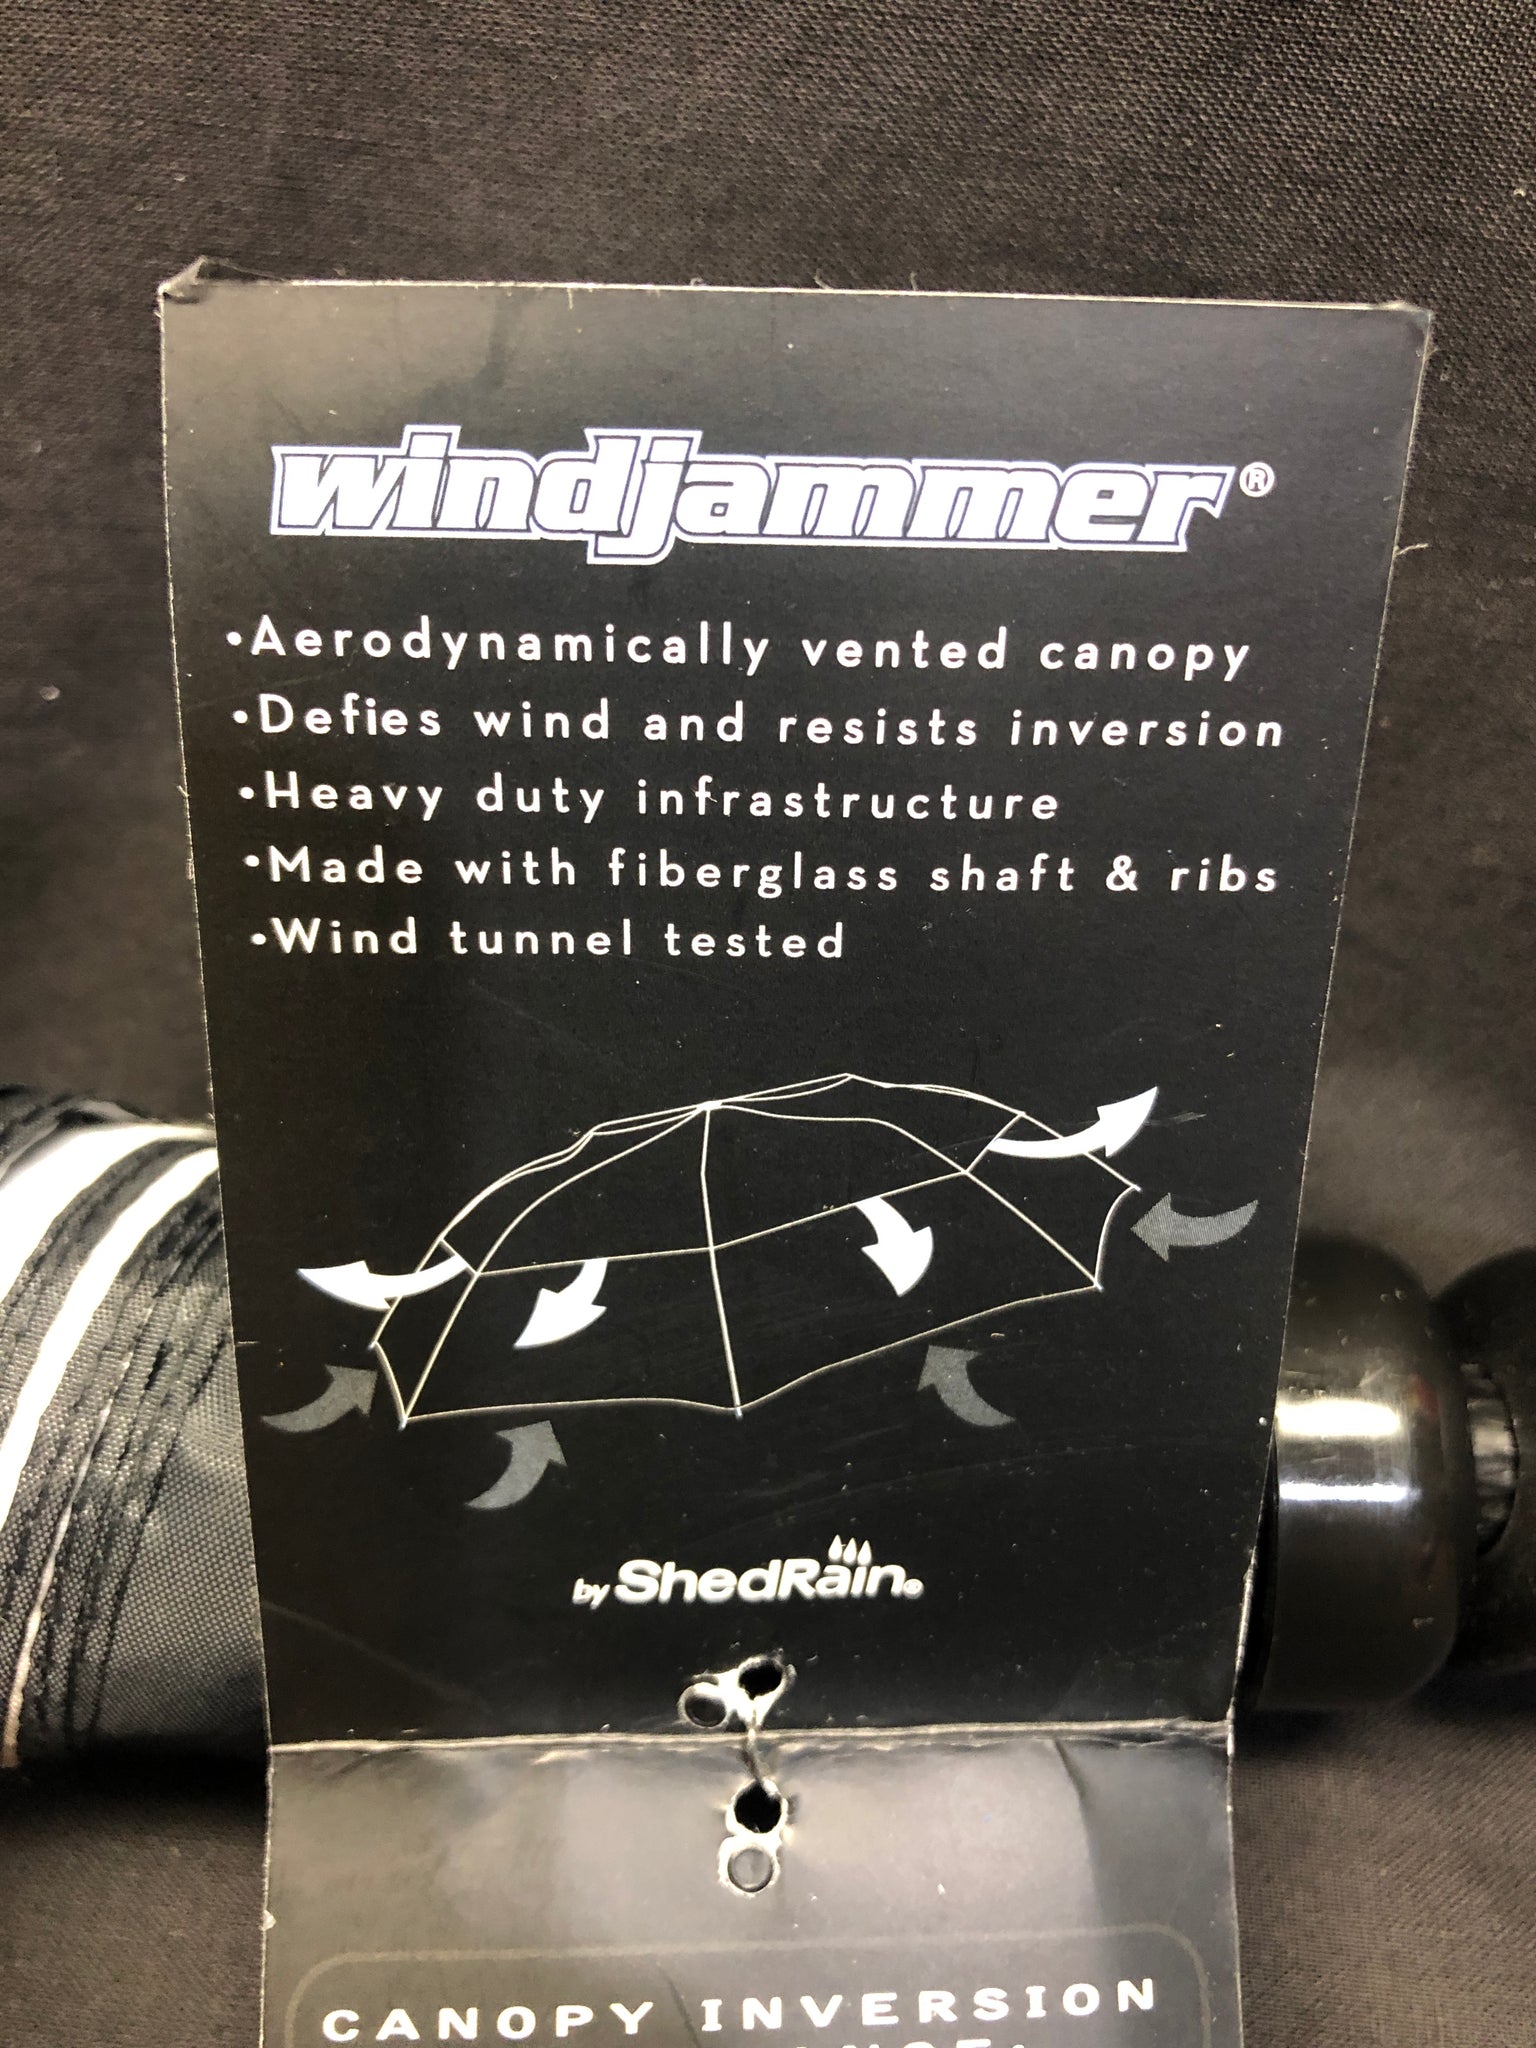 windjammer®
•Aerodynamically vented canopy
•Defies wind and resists inversion
•Heavy duty infrastructure
•Made with fiberglass shaft & ribs
•Wind tunnel tested
by ShedRain®
CANOPY INVERSION